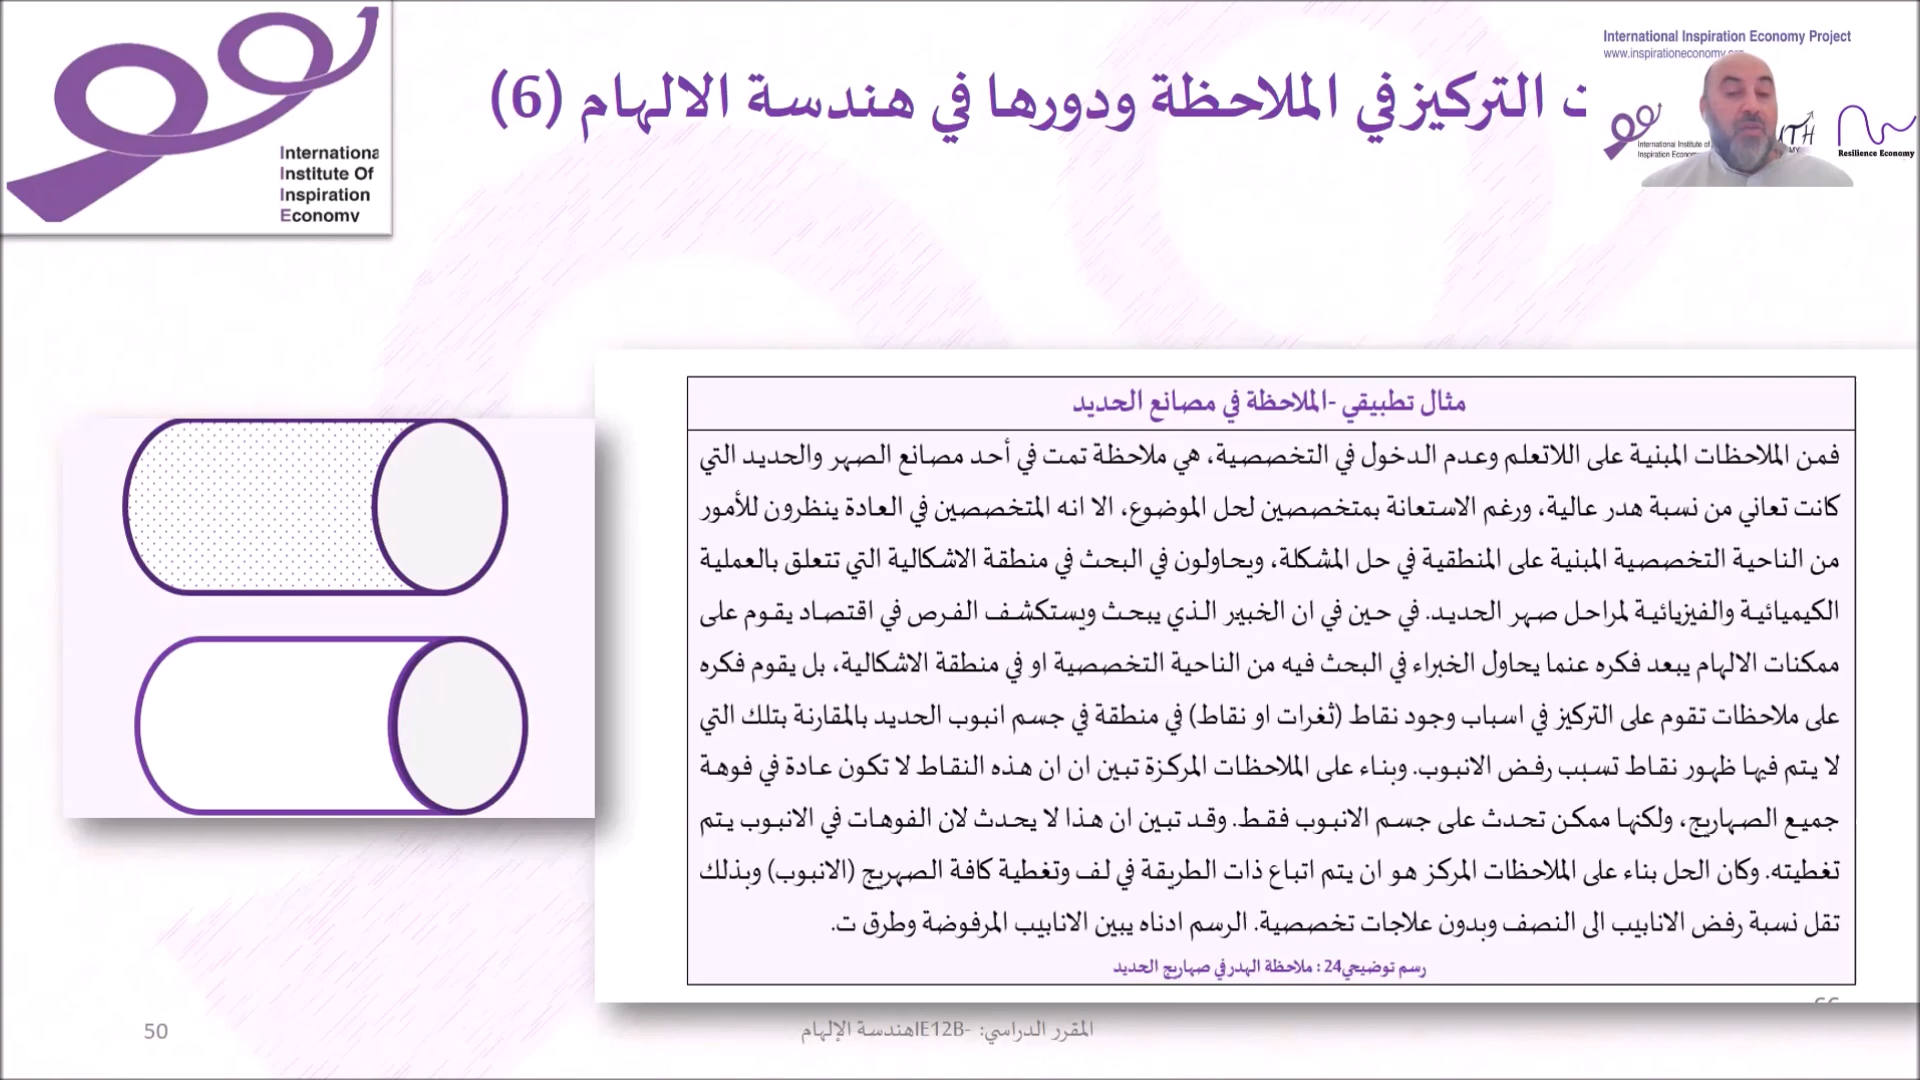 International Inspiration Economy Project
ت التركيز في الملاحظة ودورها في هندسة الالهام (6)
Internationa
Institute Of
Inspiration
Economy
International Institute of
Inspiration
Resilience Economy
مثال تطبيقي -الملاحظة في مصانع الحديد
فمن الملاحظات المبنية على اللاتعلم وعدم الدخول في التخصصية، هي ملاحظة تمت في أحد مصانع الصهر والحديد التي
كانت تعاني من نسبة هدر عالية، ورغم الاستعانة بمتخصصين لحل الموضوع، الا انه المتخصصين في العادة ينظرون للأمور
من الناحية التخصصية المبنية على المنطقية في حل المشكلة، ويحاولون في البحث في منطقة الاشكالية التي تتعلق بالعملية
الكيميائية والفيزيائية لمراحل صهر الحديد. في حين في ان الخبير الذي يبحث ويستكشف الفرص في اقتصاد يقوم على
ممكنات الالهام يبعد فكره عنما يحاول الخبراء في البحث فيه من الناحية التخصصية او في منطقة الاشكالية، بل يقوم فكره
على ملاحظات تقوم على التركيز في اسباب وجود نقاط (ثغرات او نقاط) في منطقة في جسم انبوب الحديد بالمقارنة بتلك التي
لا يتم فيها ظهور نقاط تسبب رفض الانبوب. وبناء على الملاحظات المركزة تبين ان ان هذه النقاط لا تكون عادة في فوهة
جميع الصهاريج، ولكنها ممكن تحدث على جسم الانبوب فقط. وقد تبين ان هذا لا يحدث لان الفوهات في الانبوب يتم
تغطيته. وكان الحل بناء على الملاحظات المركز هو ان يتم اتباع ذات الطريقة في لف وتغطية كافة الصهريج (الانبوب) وبذلك
تقل نسبة رفض الانابيب الى النصف وبدون علاجات تخصصية. الرسم ادناه يبين الانابيب المرفوضة وطرق ت.
رسم توضيحي24 : ملاحظة الهدر في صهاريج الحديد
المقرر الدراسي: -IE12Bهندسة الإلهام
50